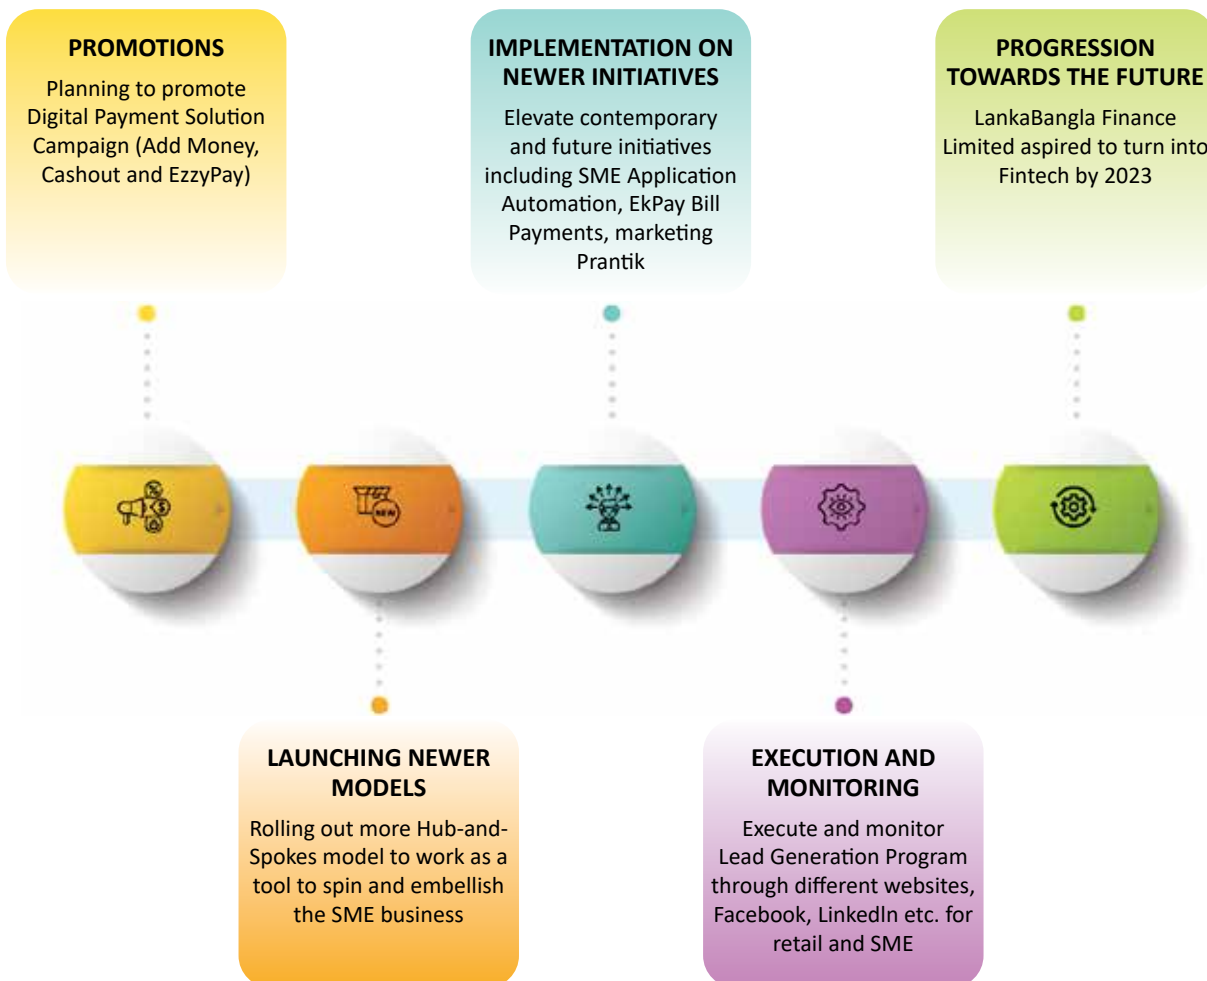 PROMOTIONS
Planning to promote
Digital Payment Solution
Campaign (Add Money,
Cashout and EzzyPay)
IMPLEMENTATION ON
NEWER INITIATIVES
Elevate contemporary
and future initiatives
including SME Application
Automation, EkPay Bill
Payments, marketing
Prantik
PROGRESSION
TOWARDS THE FUTURE
LankaBangla Finance
Limited aspired to turn into
Fintech by 2023
%
$
NEW
LAUNCHING NEWER
MODELS
Rolling out more Hub-and-
Spokes model to work as a
tool to spin and embellish
the SME business
EXECUTION AND
MONITORING
Execute and monitor
Lead Generation Program
through different websites,
Facebook, LinkedIn etc. for
retail and SME